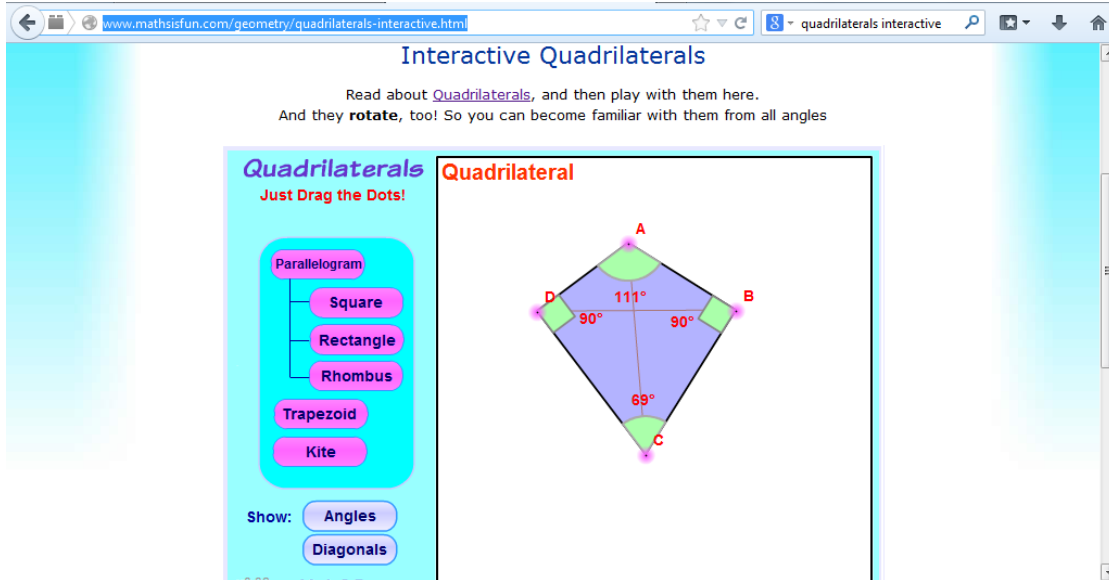 www.mathsisfun.com/geometry/quadrilaterals-interactive.html
8
quadrilaterals interactive
Interactive Quadrilaterals
Read about Quadrilaterals, and then play with them here.
And they rotate, too! So you can become familiar with them from all angles
Quadrilaterals
Just Drag the Dots!
Parallelogram
Square
Rectangle
Rhombus
Trapezoid
Kite
Show:
Angles
Diagonals
Quadrilateral
A
111°
D
90°
B
90°
69°
C